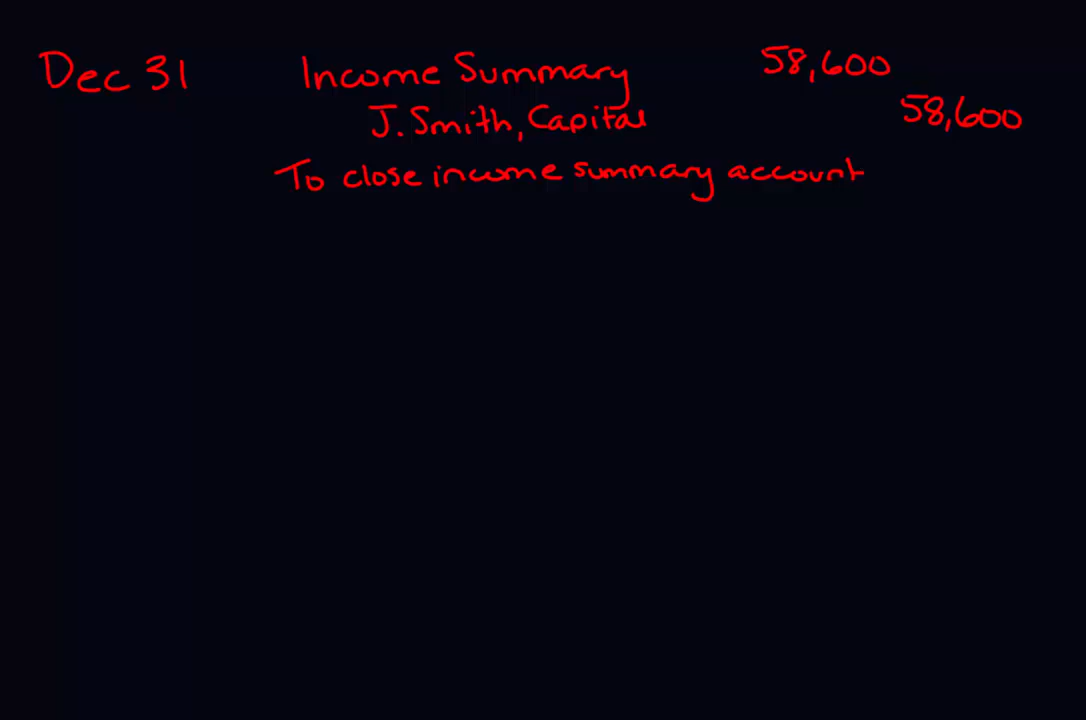 Dec 31 Income Summary 58,600
J. Smith, Capital 58,600
To close income summary account